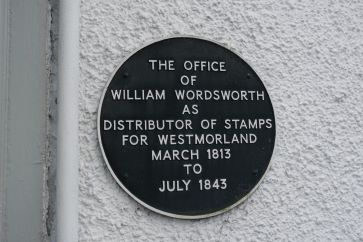 THE OFFICE
OF
WILLIAM WORDSWORTH
AS
DISTRIBUTOR OF STAMPS
FOR WESTMORLAND
MARCH 1813
TO
JULY 1843